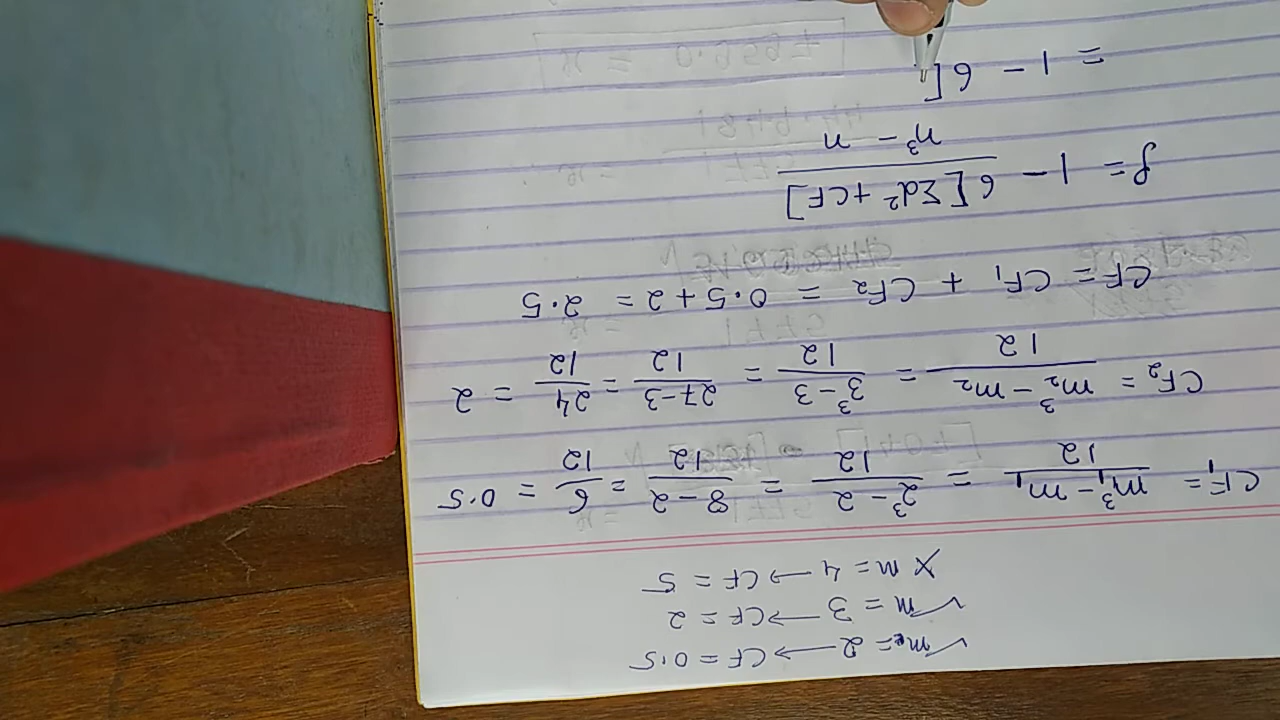 ✓ m = 2 → CF = 0.5
✓ m = 3 → CF = 2
✗ m = 4 → CF = 5
CF₁ = (m₁³ - m₁)/12 = (2³ - 2)/12 = (8 - 2)/12 = 6/12 = 0.5
CF₂ = (m₂³ - m₂)/12 = (3³ - 3)/12 = (27 - 3)/12 = 24/12 = 2
CF = CF₁ + CF₂ = 0.5 + 2 = 2.5
ρ = 1 - 6[Σd² + CF]/(n³ - n)
= 1 - 6[